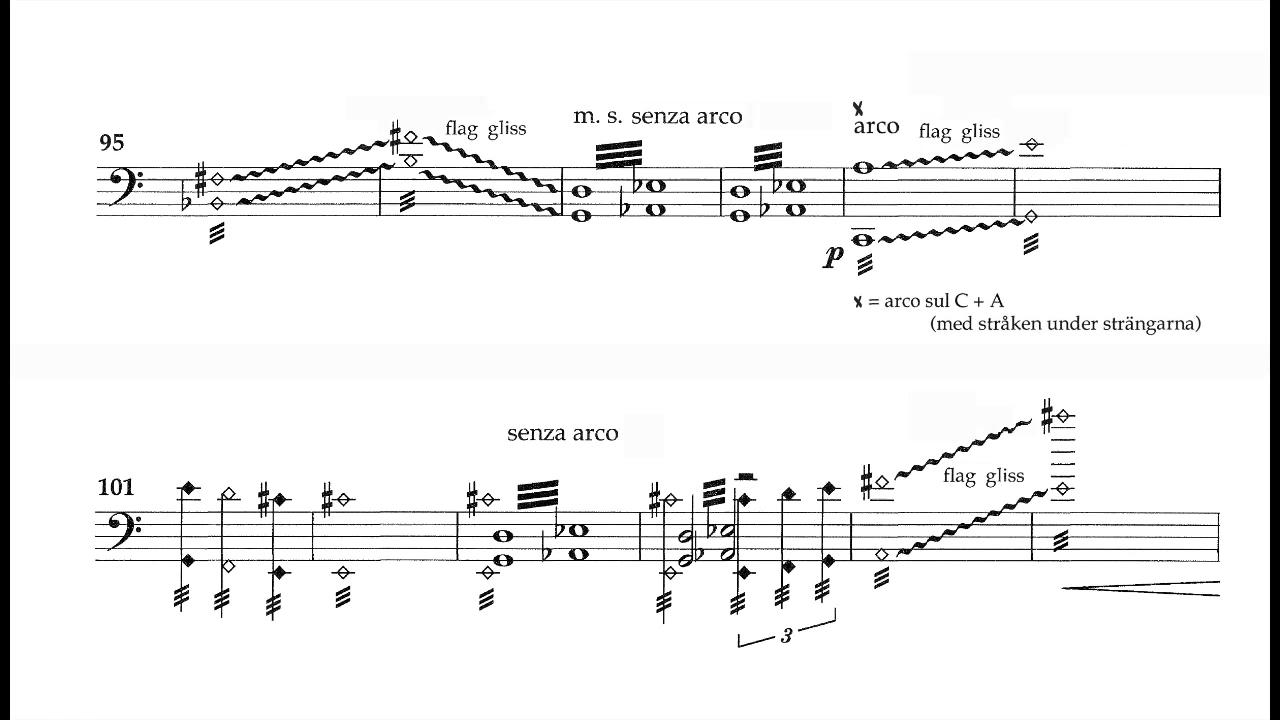 95
flag gliss
m. s. senza arco
x
arco
flag gliss
p
x = arco sul C + A
(med stråken under strängarna)
101
senza arco
flag gliss
3